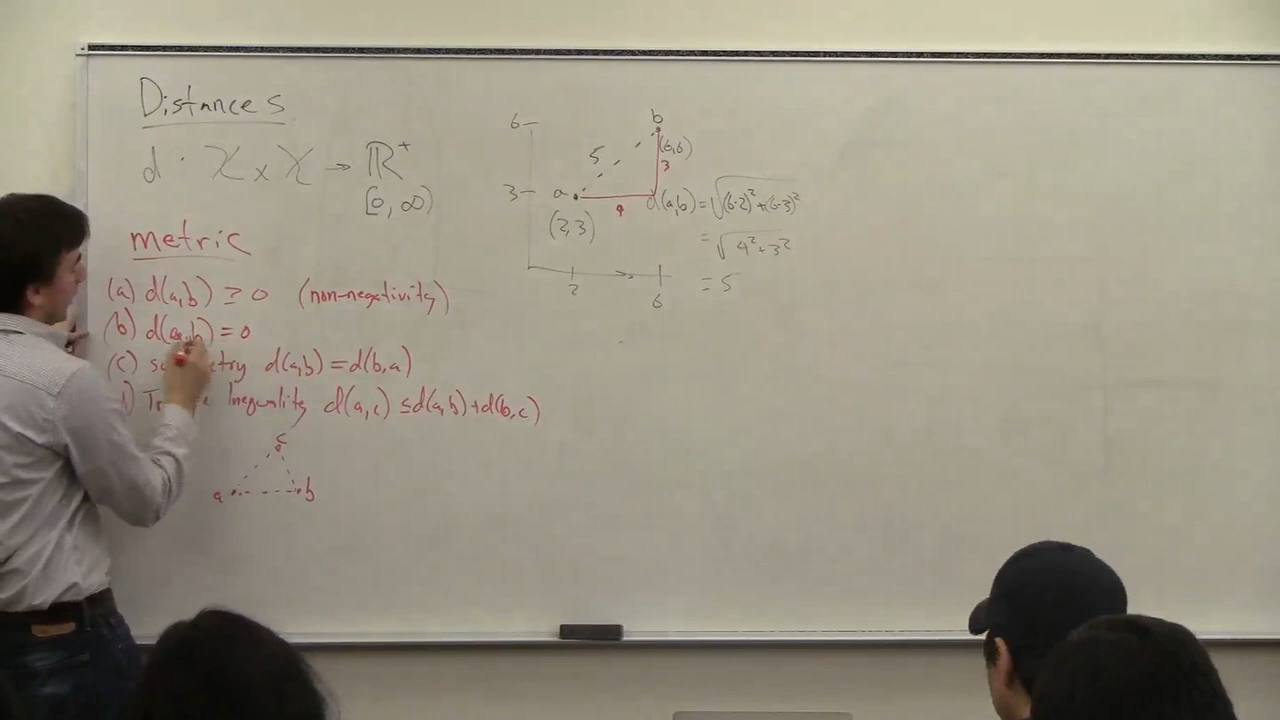 Distances
d : X × X → ℝ⁺
[0, ∞)
metric
(a) d(a,b) ≥ 0 (non-negativity)
(b) d(a,b) = 0
(c) d(a,b) = d(b,a)
Inequality d(a,c) ≤ d(a,b) + d(b,c)
c
a b
6
b
5
(6,6)
3
3
a
4
(2,3)
d(a,b) = √(6-2)² + (6-3)²
= √4² + 3²
= 5
2
6